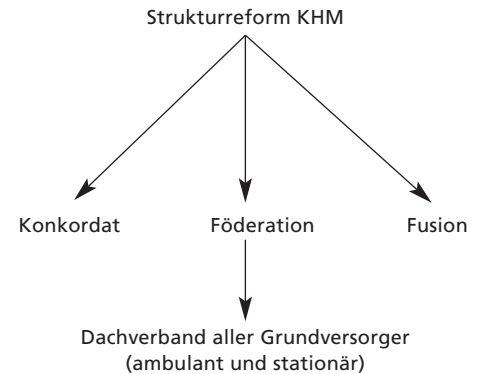 Strukturreform KHM
Konkordat Föderation Fusion
Dachverband aller Grundversorger
(ambulant und stationär)